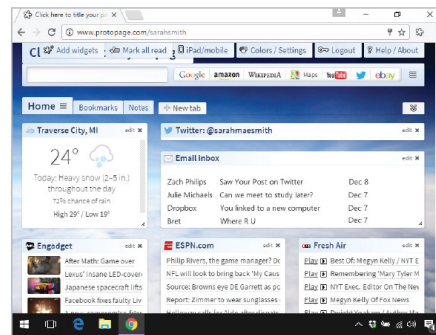 Click here to title your pa
www.protopage.com/sarahesmith
Add widgets
Mark all read
iPad/mobile
Colors / Settings
Logout
Help / About
Google
amazon
WIKIPEDIA
Maps
YouTube
ebay
Home
Bookmarks
Notes
New tab
Traverse City, MI
edit
24°
Today: Heavy snow (2–5 in.)
throughout the day
72% chance of rain
High 29° / Low 19°
Twitter: @sarahmaesmith
edit
Email Inbox
edit
Zach Philips Saw Your Post on Twitter Dec 8
Julie Michaels Can we meet to study later? Dec 7
Dropbox You linked to a new computer Dec 7
Bret Where R U Dec 7
Engadget
edit
After Math: Game over
Lexus' insane LED-cover
Japanese spacecraft lifts
Facebook fixes faulty Liv
ESPN.com
edit
Philip Rivers, the game manager? Dc
NFL will look to bring back 'My Caus
Source: Browns eye DE Garrett as pc
Report: Zimmer to wear sunglasses
Fresh Air
edit
Play Best Of: Megyn Kelly / NYT E
Play Remembering 'Mary Tyler M
Play NYT Exec. Editor On The Nev
Play Megyn Kelly Of Fox News